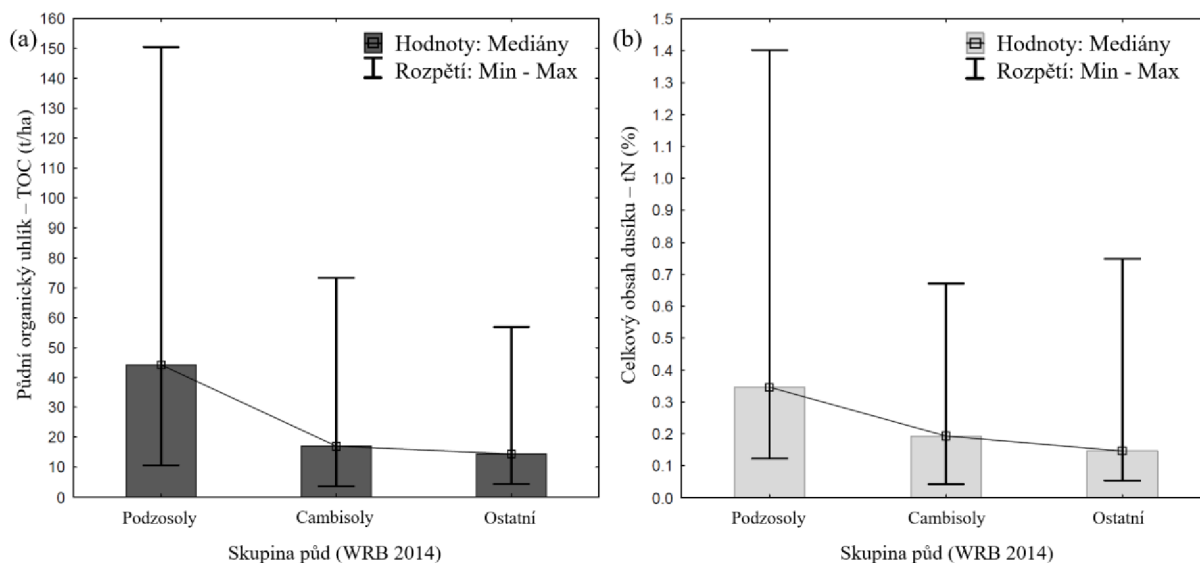 (a)
Půdní organický uhlík – TOC (t/ha)
160
150
140
130
120
110
100
90
80
70
60
50
40
30
20
10
0
Hodnoty: Mediány
Rozpětí: Min - Max
Podzosoly Cambisoly Ostatní
Skupina půd (WRB 2014)
(b)
Celkový obsah dusíku – tN (%)
1.5
1.4
1.3
1.2
1.1
1.0
0.9
0.8
0.7
0.6
0.5
0.4
0.3
0.2
0.1
0.0
Hodnoty: Mediány
Rozpětí: Min - Max
Podzosoly Cambisoly Ostatní
Skupina půd (WRB 2014)